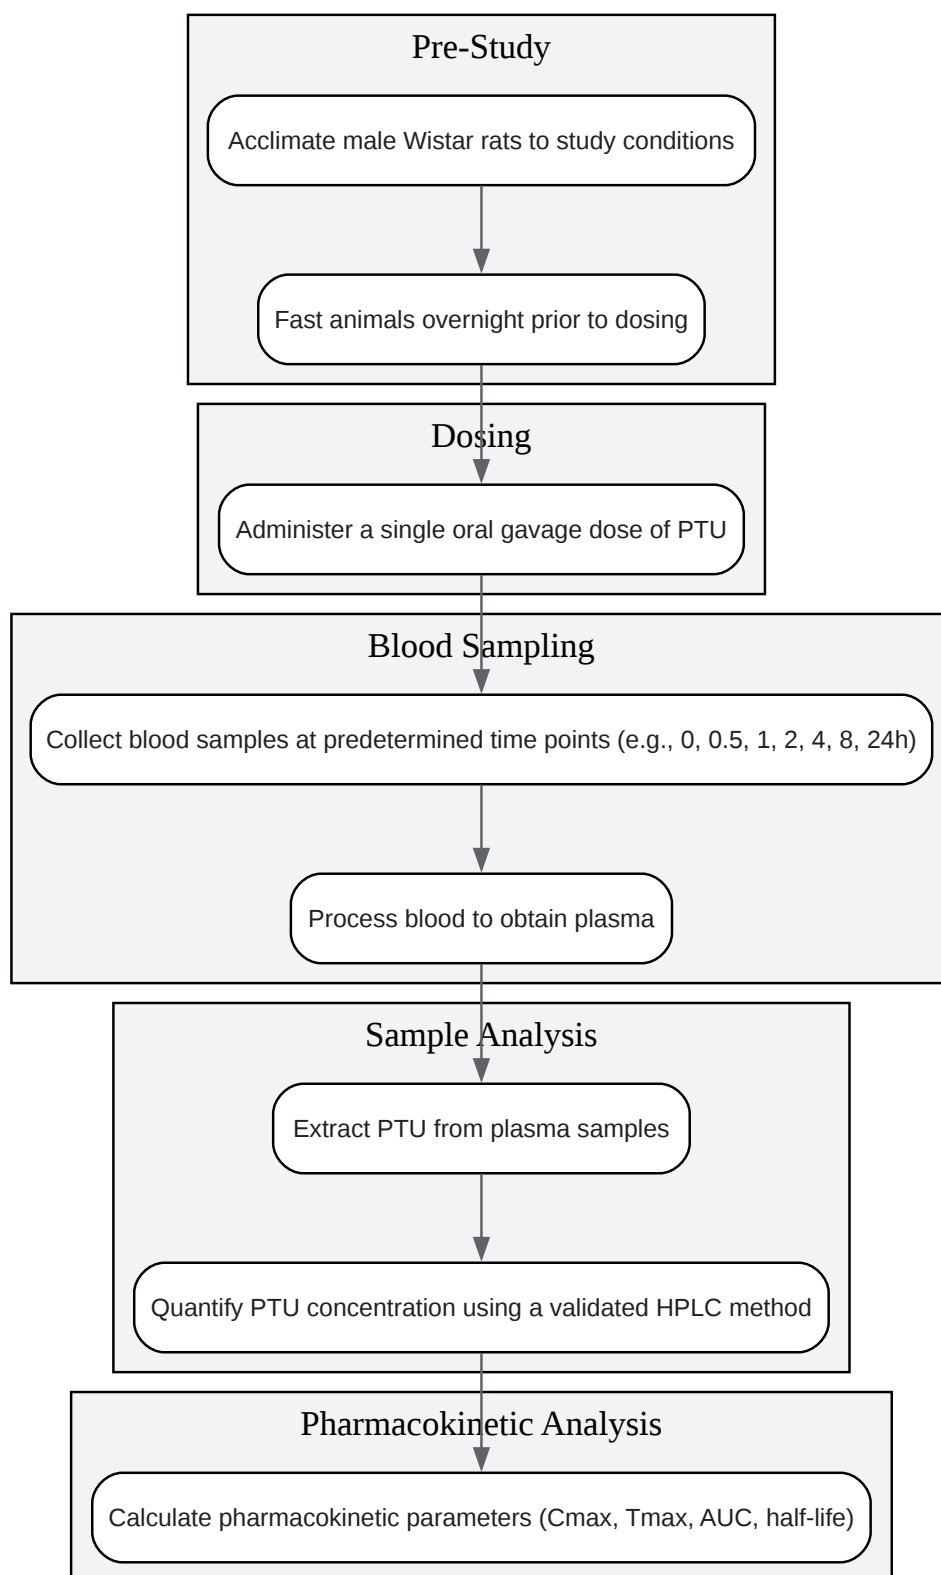 Pre-Study
Acclimate male Wistar rats to study conditions
Fast animals overnight prior to dosing
Dosing
Administer a single oral gavage dose of PTU
Blood Sampling
Collect blood samples at predetermined time points (e.g., 0, 0.5, 1, 2, 4, 8, 24h)
Process blood to obtain plasma
Sample Analysis
Extract PTU from plasma samples
Quantify PTU concentration using a validated HPLC method
Pharmacokinetic Analysis
Calculate pharmacokinetic parameters (Cmax, Tmax, AUC, half-life)